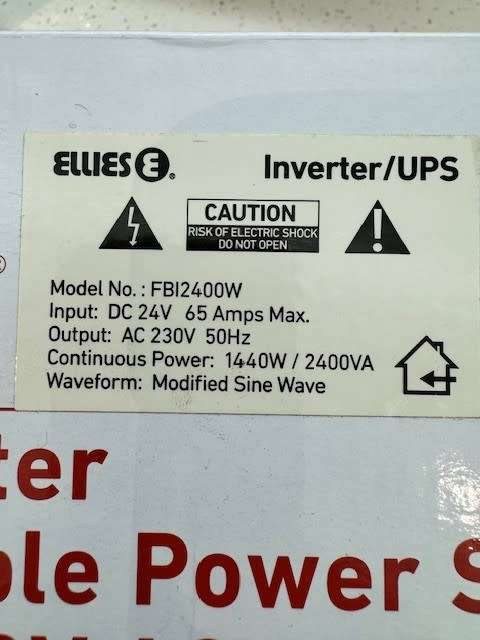 ELLIES E ®
Inverter/UPS
CAUTION
RISK OF ELECTRIC SHOCK
DO NOT OPEN
!
Model No.: FBI2400W
Input: DC 24V 65 Amps Max.
Output: AC 230V 50Hz
Continuous Power: 1440W / 2400VA
Waveform: Modified Sine Wave
®
ter
ble Power S